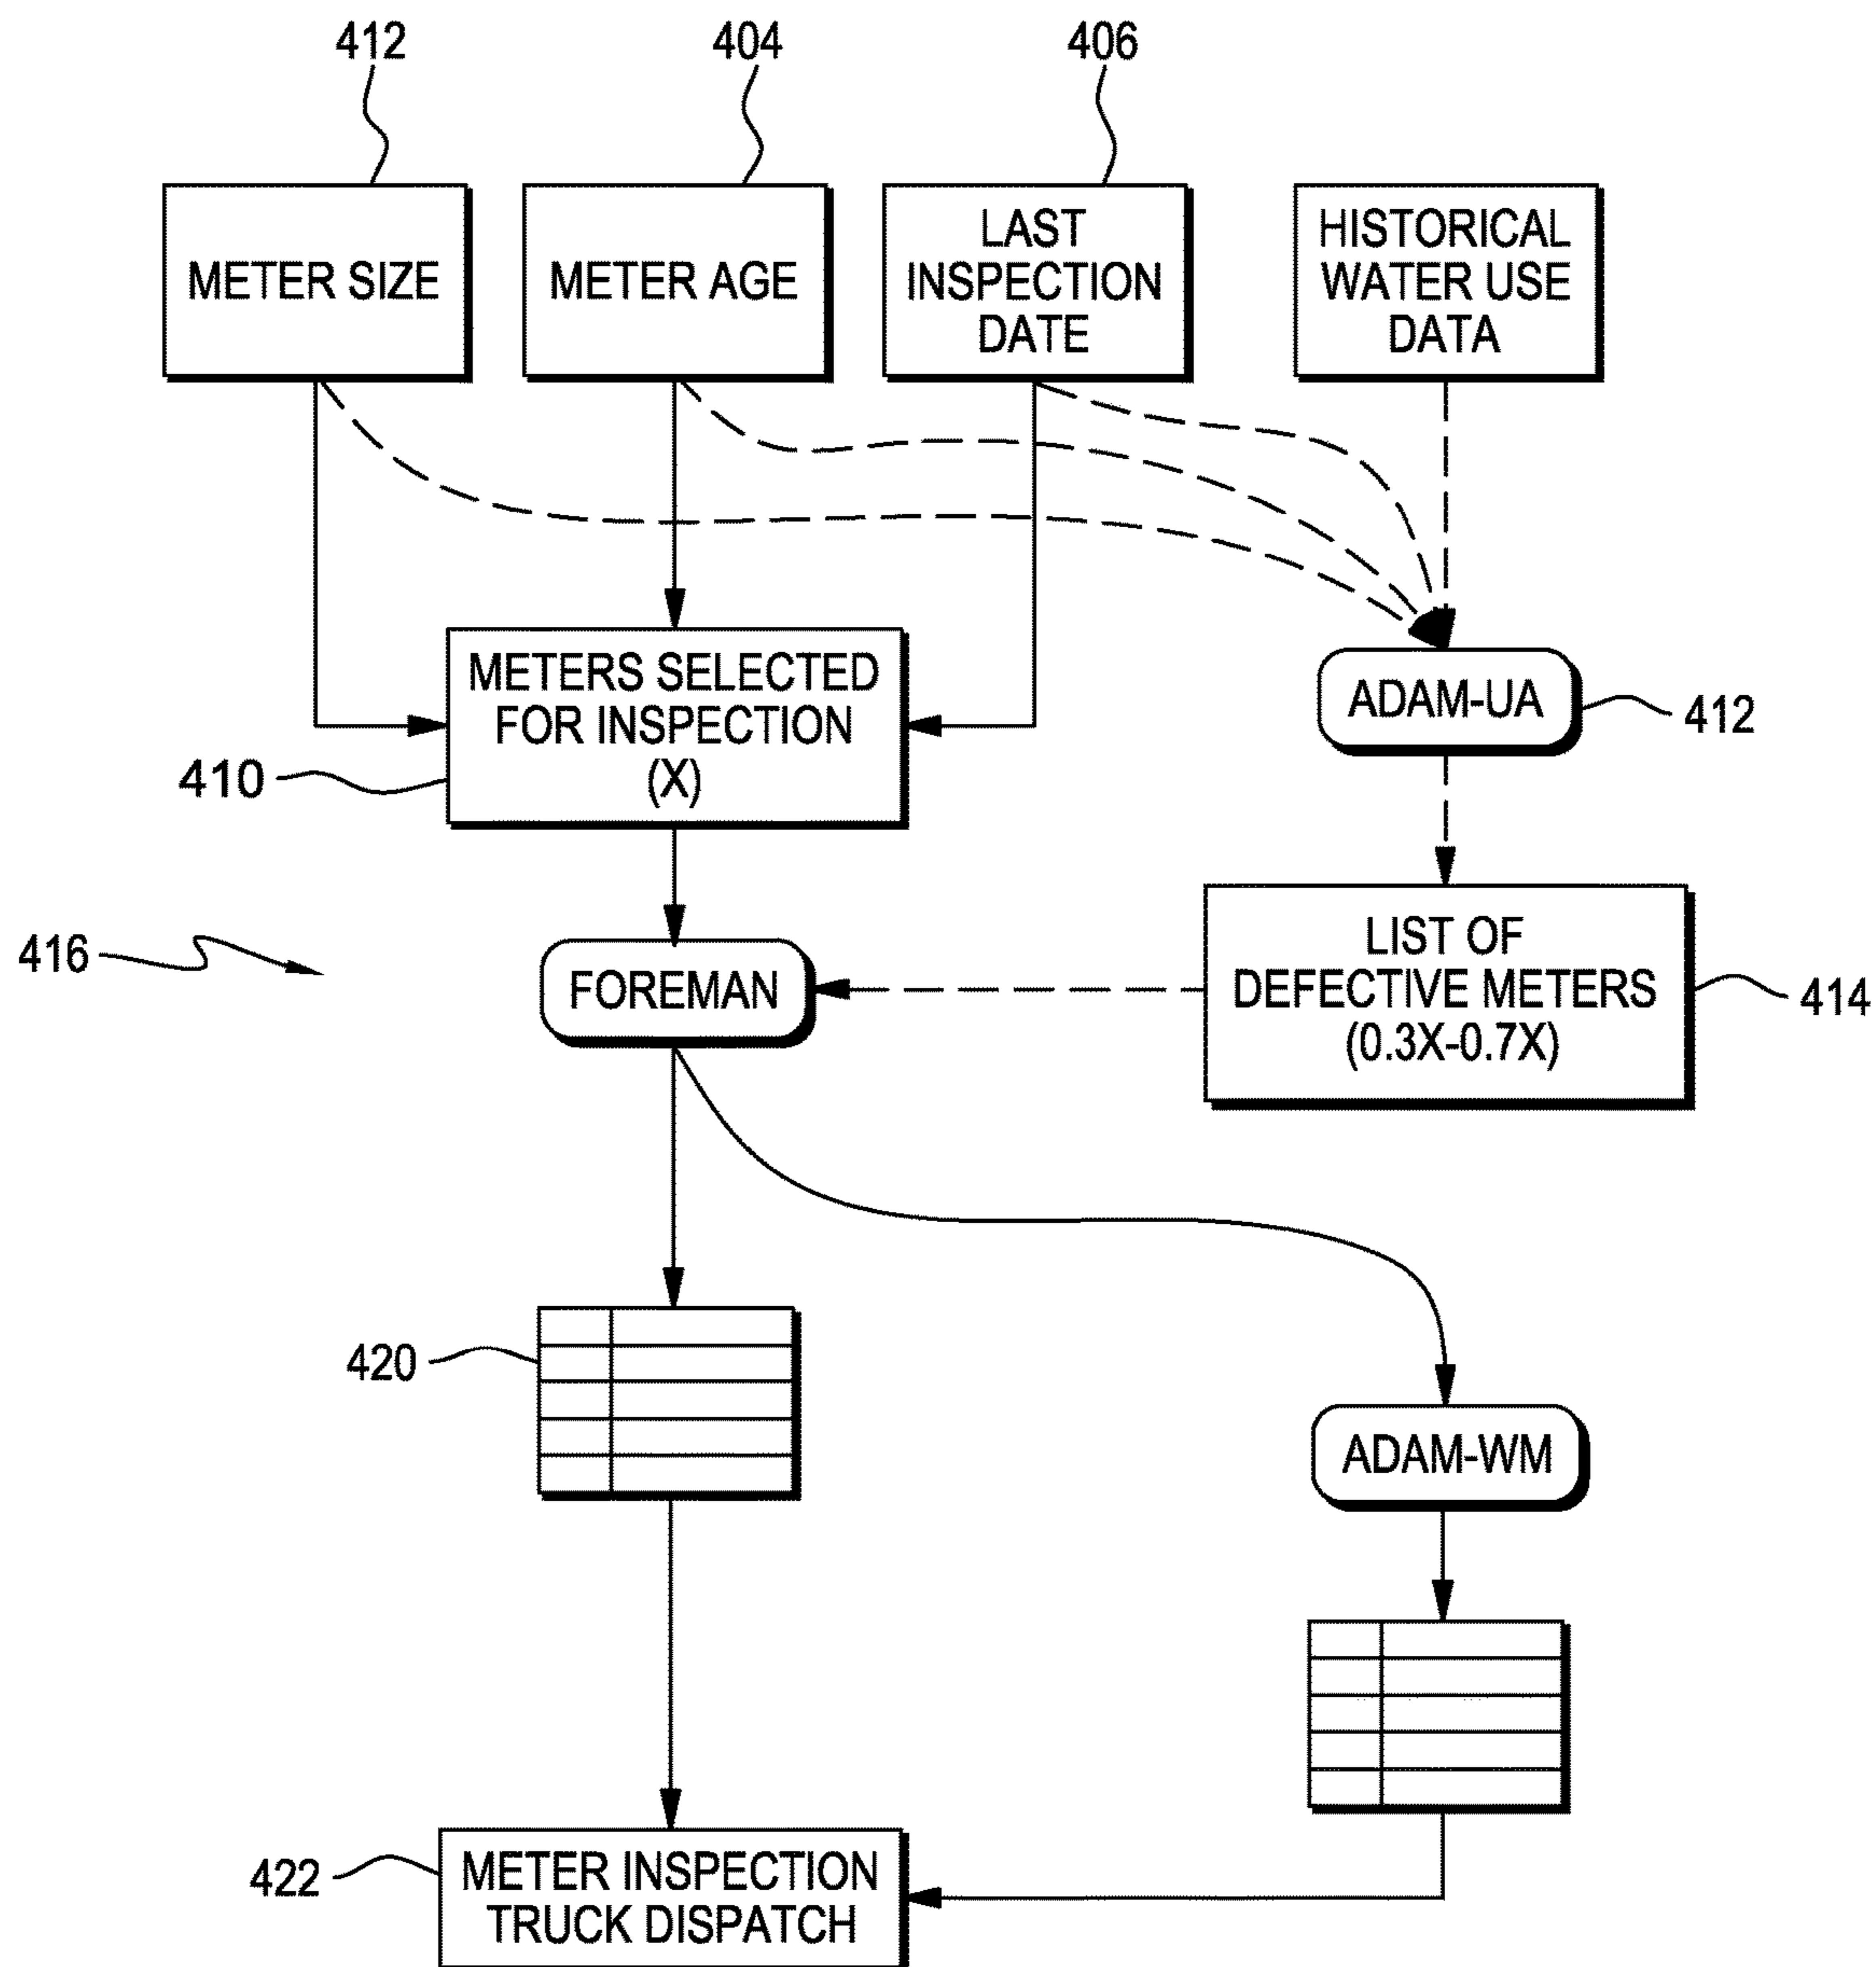 412
404
406
METER SIZE
METER AGE
LAST
INSPECTION
DATE
HISTORICAL
WATER USE
DATA
METERS SELECTED
FOR INSPECTION
(X)
410
ADAM-UA
412
416
FOREMAN
LIST OF
DEFECTIVE METERS
(0.3X-0.7X)
414
420
ADAM-WM
422
METER INSPECTION
TRUCK DISPATCH